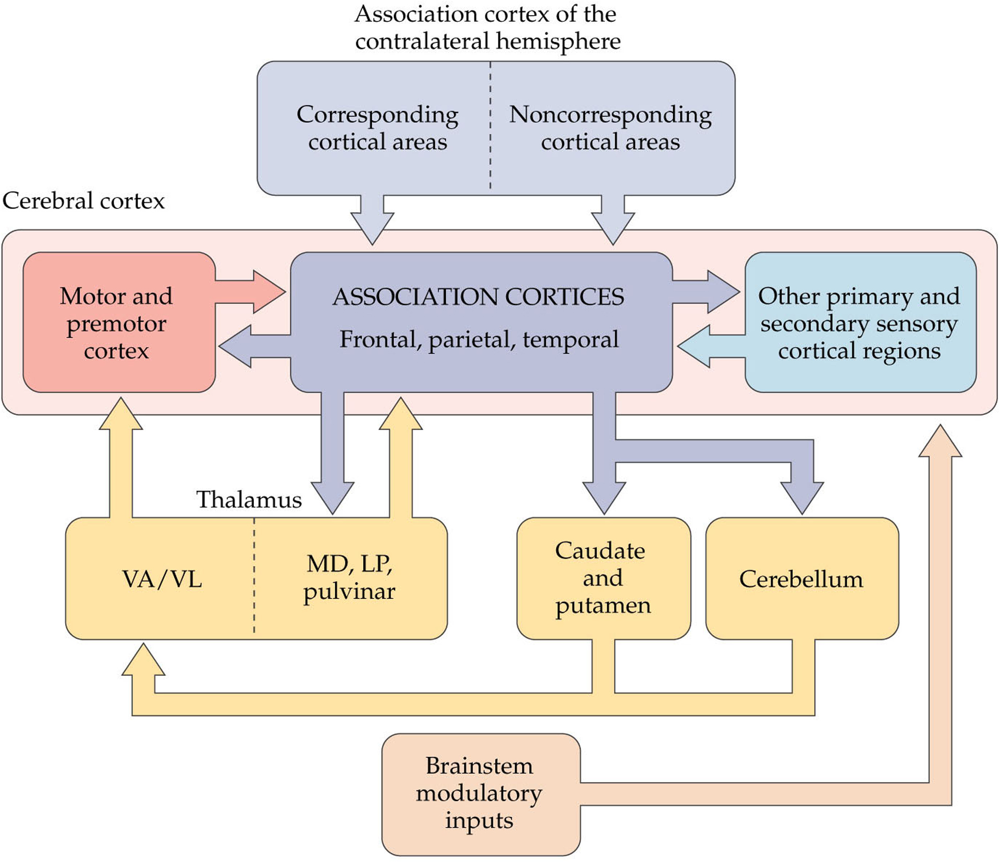 Association cortex of the
contralateral hemisphere
Corresponding
cortical areas
Noncorresponding
cortical areas
Cerebral cortex
Motor and
premotor
cortex
ASSOCIATION CORTICES
Frontal, parietal, temporal
Other primary and
secondary sensory
cortical regions
Thalamus
VA/VL
MD, LP,
pulvinar
Caudate
and
putamen
Cerebellum
Brainstem
modulatory
inputs